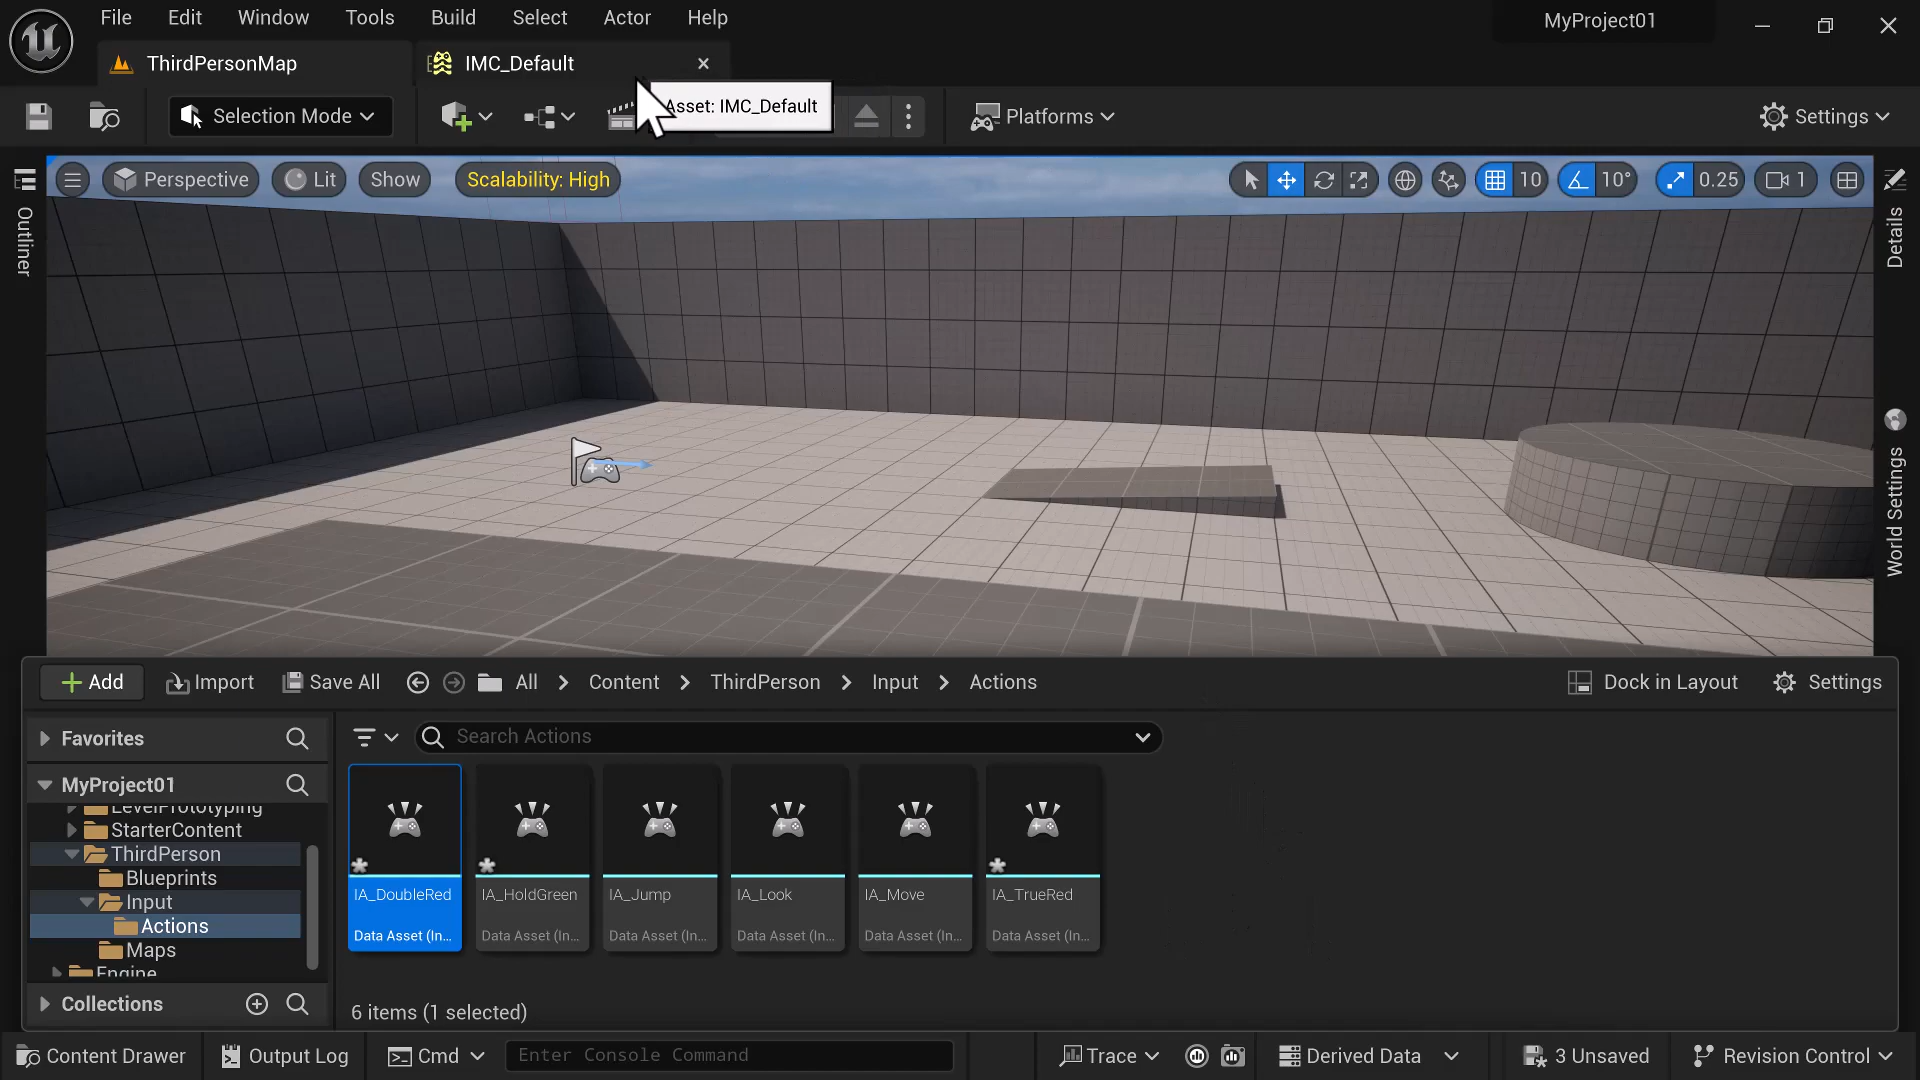 File Edit Window Tools Build Select Actor Help
MyProject01
ThirdPersonMap
IMC_Default
Asset: IMC_Default
Selection Mode
Platforms
Settings
Perspective
Lit
Show
Scalability: High
10
10°
0.25
1
Outliner
Details
World Settings
Add
Import
Save All
All
Content
ThirdPerson
Input
Actions
Dock in Layout
Settings
Favorites
Search Actions
MyProject01
LevelPrototyping
StarterContent
ThirdPerson
Blueprints
Input
Actions
Maps
Engine
Collections
IA_DoubleRed
Data Asset (In...
IA_HoldGreen
Data Asset (In...
IA_Jump
Data Asset (In...
IA_Look
Data Asset (In...
IA_Move
Data Asset (In...
IA_TrueRed
Data Asset (In...
6 items (1 selected)
Content Drawer
Output Log
Cmd
Enter Console Command
Trace
Derived Data
3 Unsaved
Revision Control